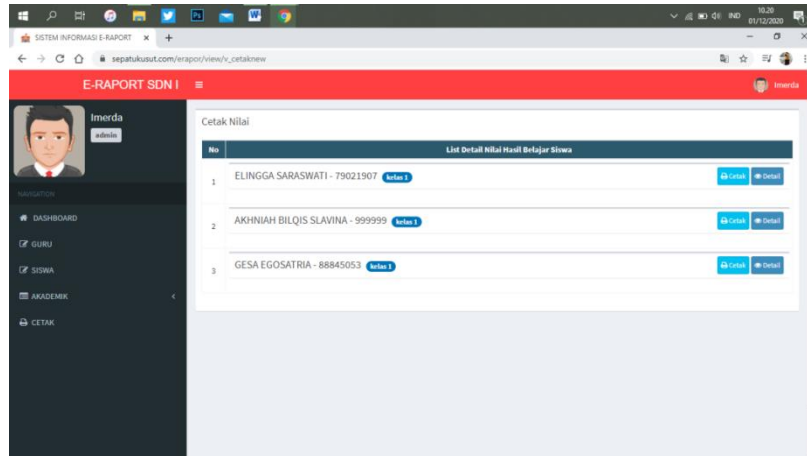 IND
10.20
01/12/2020
SISTEM INFORMASI E-RAPORT
sepatukusut.com/erapor/view/v_cetaknew
E-RAPORT SDN I
Imerda
Imerda
admin
NAVIGATION
DASHBOARD
GURU
SISWA
AKADEMIK
CETAK
Cetak Nilai
No List Detail Nilai Hasil Belajar Siswa
1 ELINGGA SARASWATI - 79021907 kelas 1 Cetak Detail
2 AKHNIAH BILQIS SLAVINA - 999999 kelas 1 Cetak Detail
3 GESA EGOSATRIA - 88845053 kelas 1 Cetak Detail